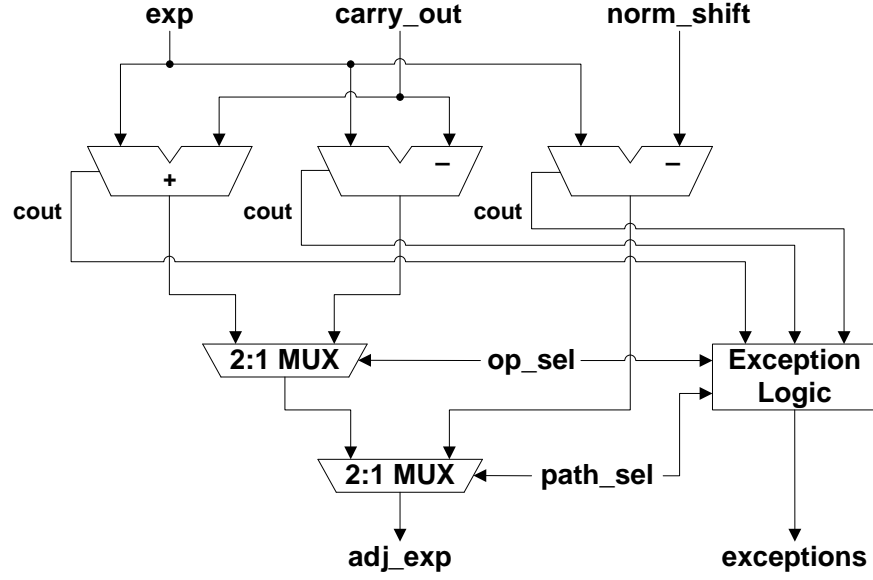 exp carry_out norm_shift
+ − −
cout cout cout
2:1 MUX op_sel Exception
Logic
2:1 MUX path_sel
adj_exp exceptions